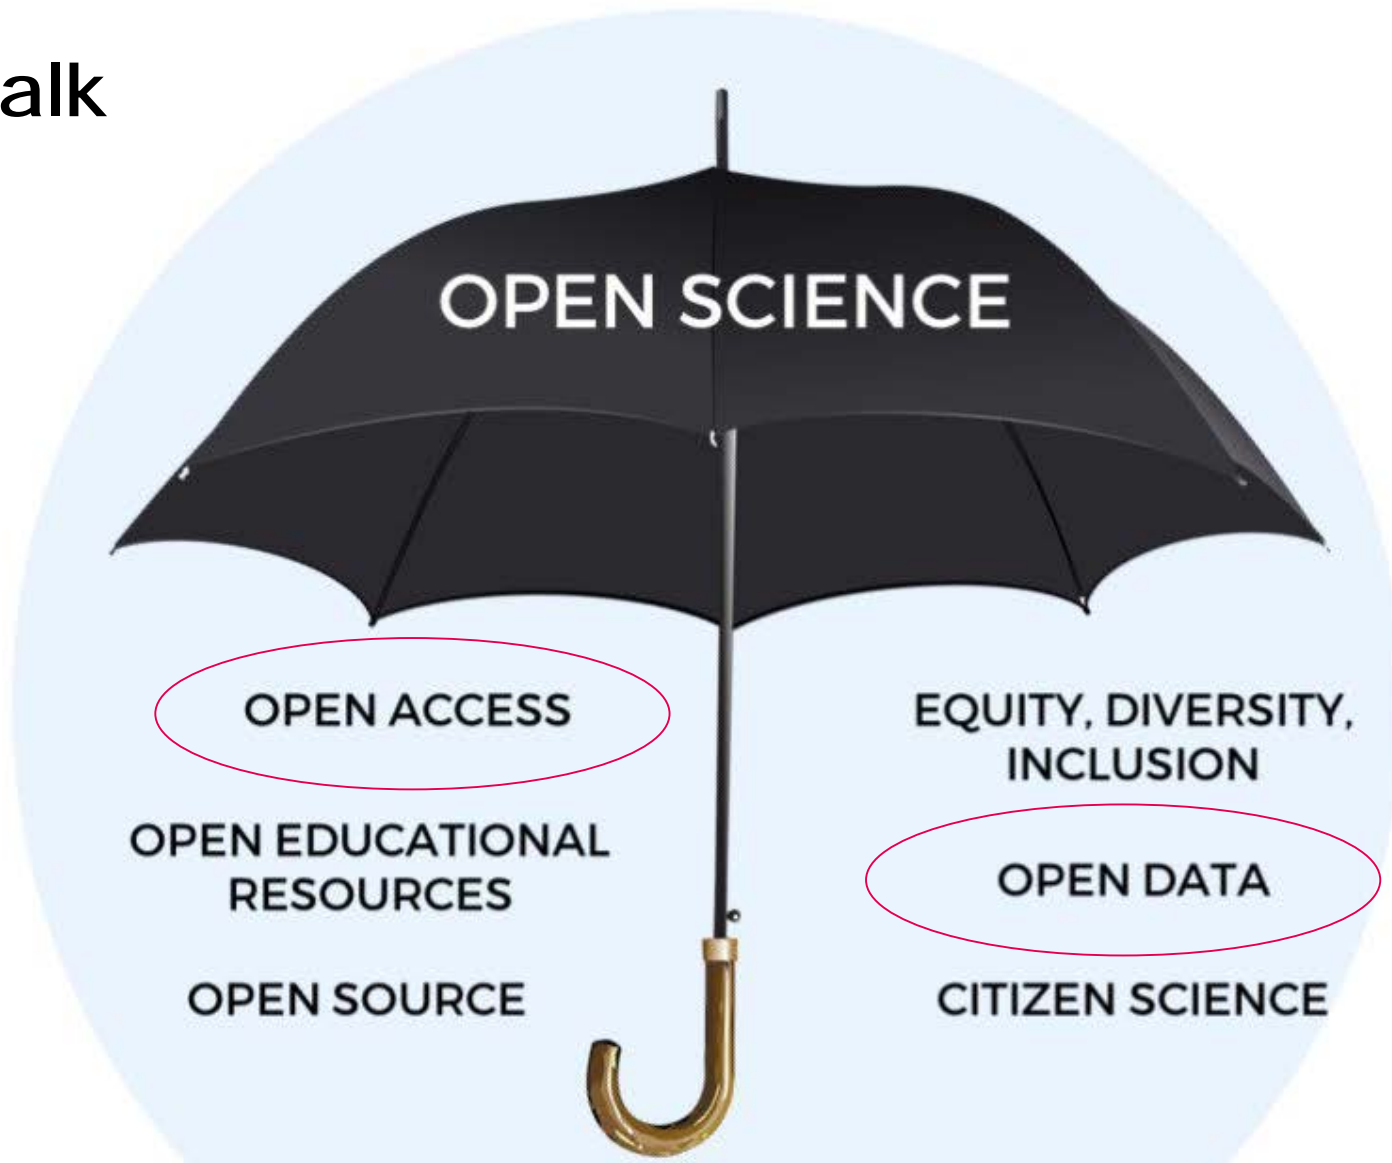 alk
OPEN SCIENCE
OPEN ACCESS
OPEN EDUCATIONAL
RESOURCES
OPEN SOURCE
EQUITY, DIVERSITY,
INCLUSION
OPEN DATA
CITIZEN SCIENCE